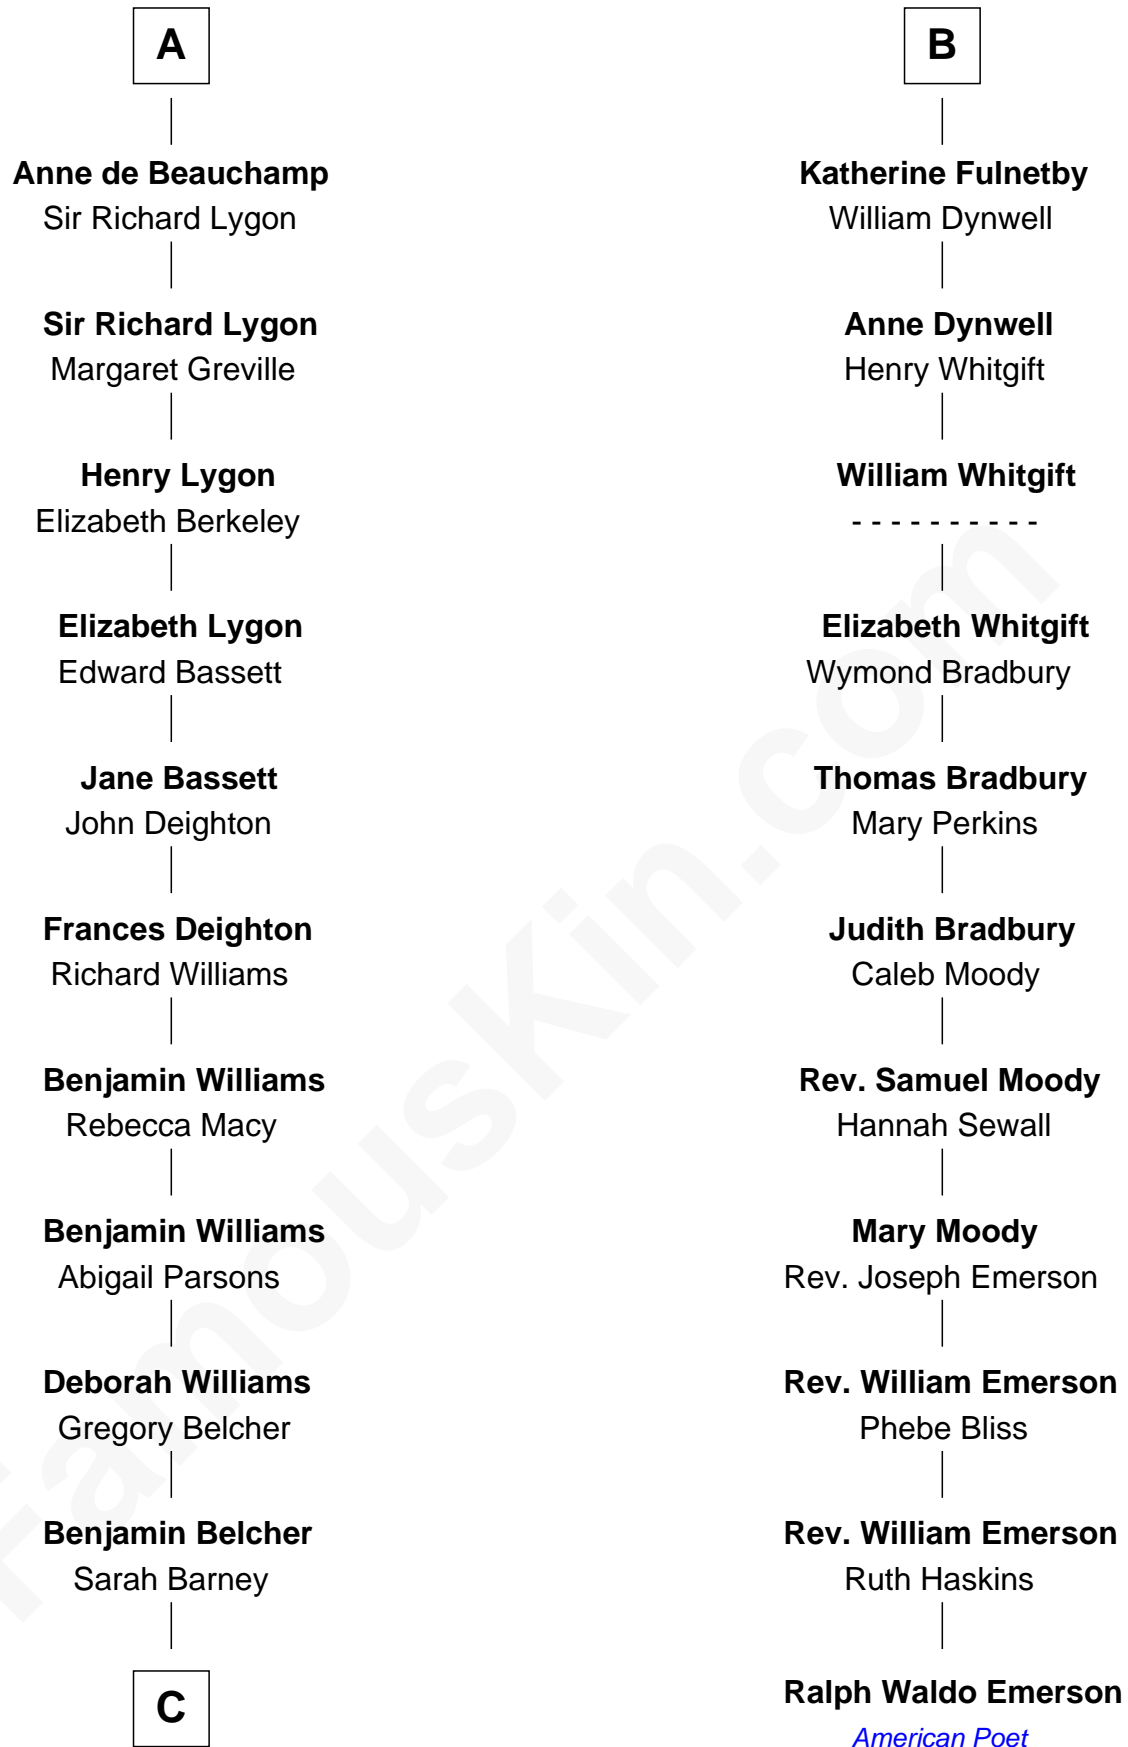 A
Anne de Beauchamp
Sir Richard Lygon
Sir Richard Lygon
Margaret Greville
Henry Lygon
Elizabeth Berkeley
Elizabeth Lygon
Edward Bassett
Jane Bassett
John Deighton
Frances Deighton
Richard Williams
Benjamin Williams
Rebecca Macy
Benjamin Williams
Abigail Parsons
Deborah Williams
Gregory Belcher
Benjamin Belcher
Sarah Barney
C
B
Katherine Fulnetby
William Dynwell
Anne Dynwell
Henry Whitgift
William Whitgift
- - - - - - - - - -
Elizabeth Whitgift
Wymond Bradbury
Thomas Bradbury
Mary Perkins
Judith Bradbury
Caleb Moody
Rev. Samuel Moody
Hannah Sewall
Mary Moody
Rev. Joseph Emerson
Rev. William Emerson
Phebe Bliss
Rev. William Emerson
Ruth Haskins
Ralph Waldo Emerson
American Poet
FamousKin.com